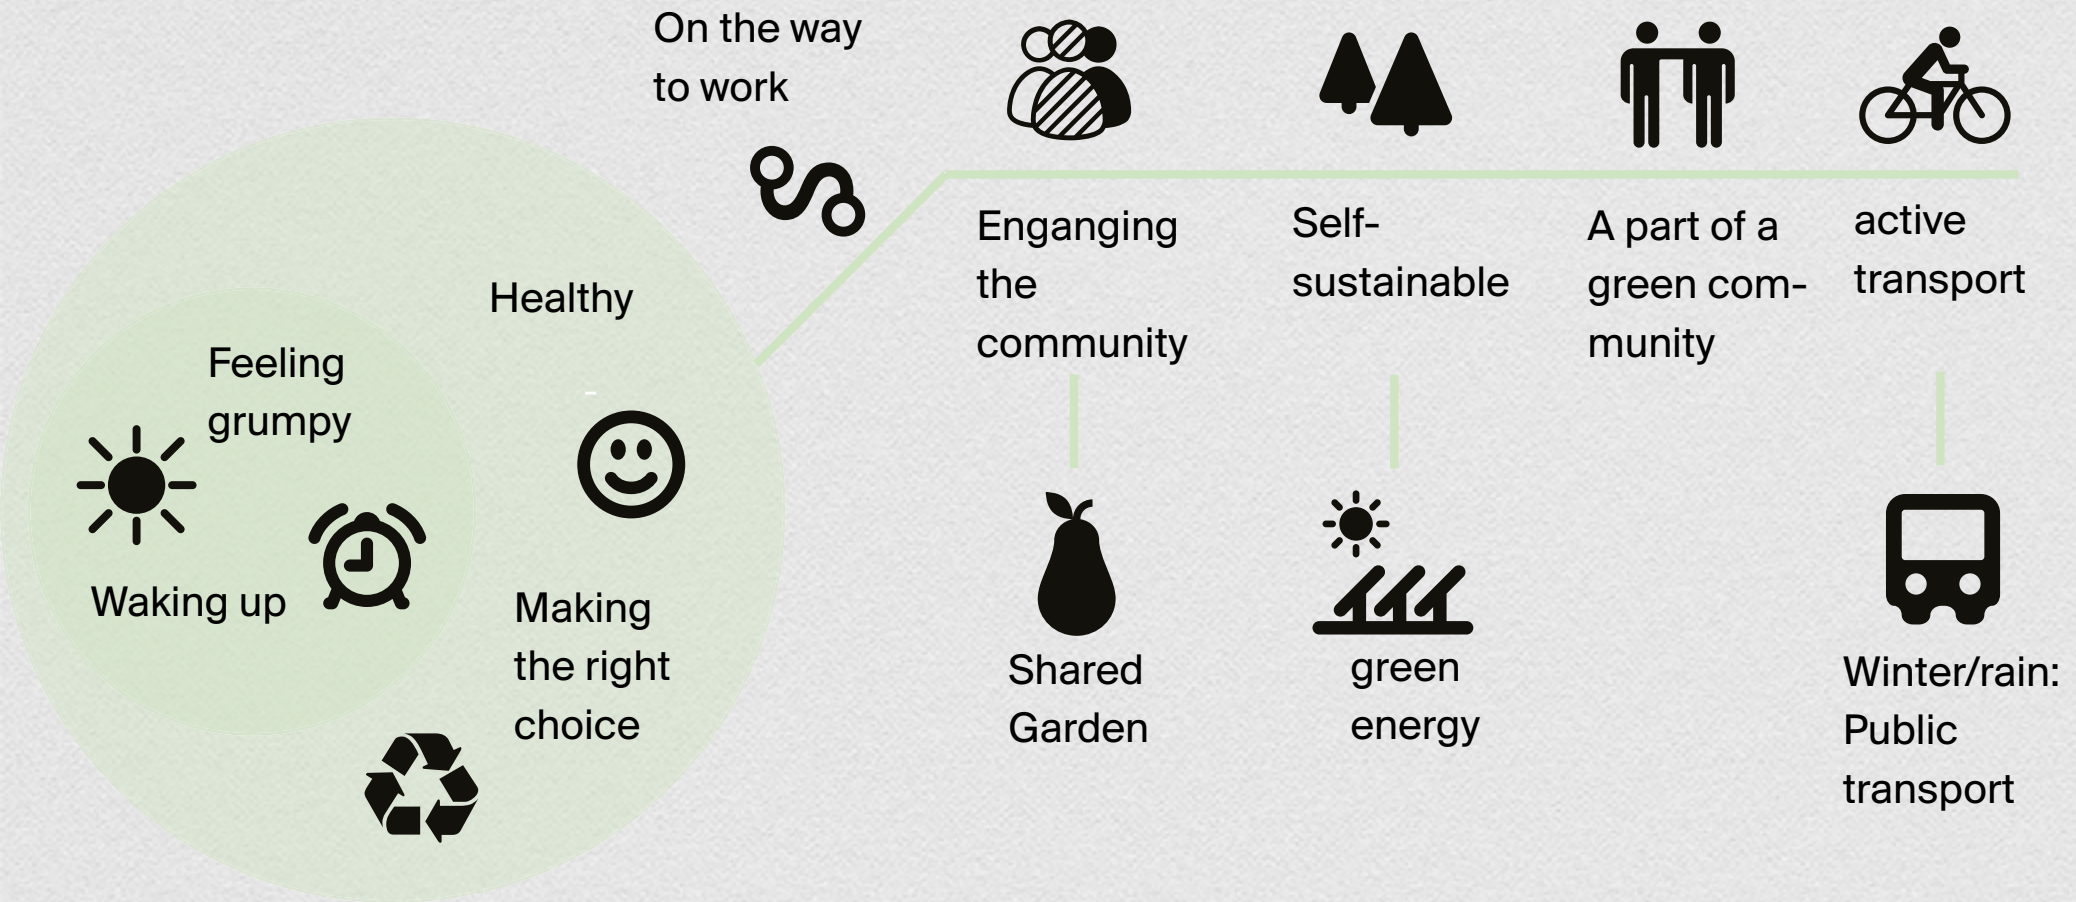 On the way
to work
Healthy
Feeling
grumpy
Waking up
Making
the right
choice
Enganging
the
community
Self-
sustainable
A part of a
green com-
munity
active
transport
Shared
Garden
green
energy
Winter/rain:
Public
transport